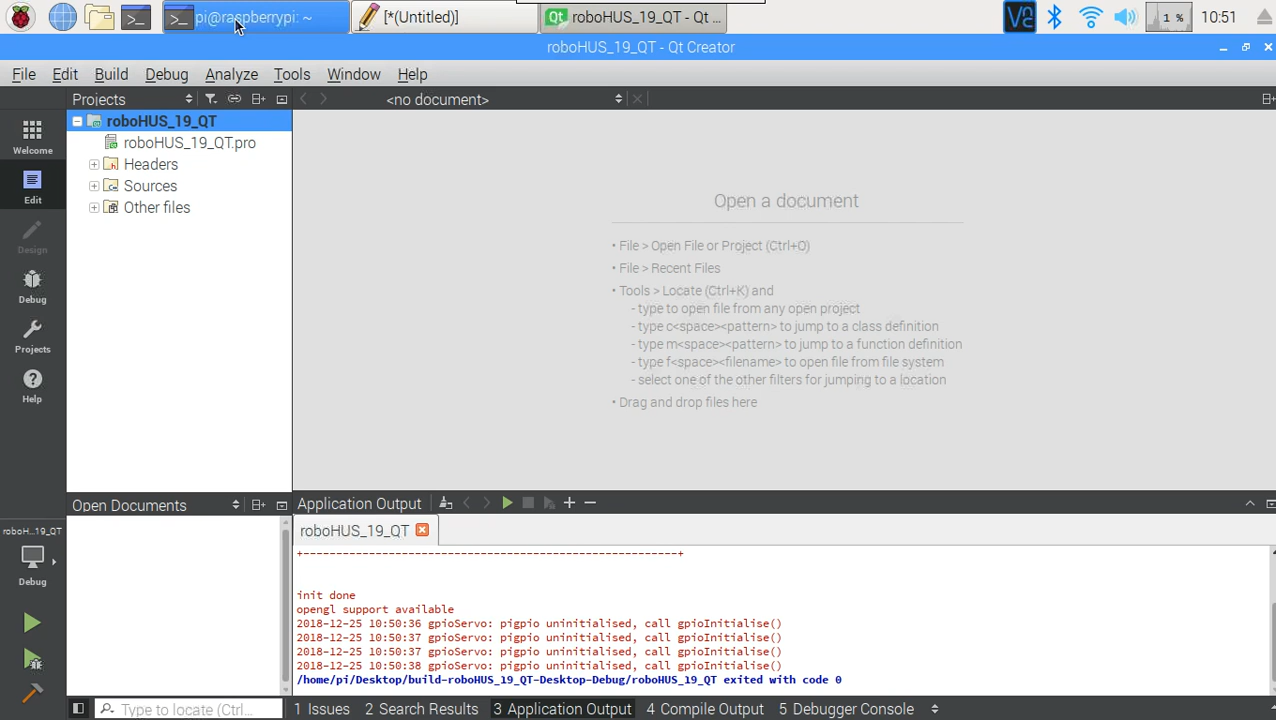 pi@raspberrypi: ~
[*(Untitled)]
Qt roboHUS_19_QT - Qt ...
V2
1 %
10:51
roboHUS_19_QT - Qt Creator
File Edit Build Debug Analyze Tools Window Help
Projects
<no document>
Welcome
Edit
Design
Debug
Projects
Help
roboHUS_19_QT
roboHUS_19_QT.pro
Headers
Sources
Other files
Open a document
• File > Open File or Project (Ctrl+O)
• File > Recent Files
• Tools > Locate (Ctrl+K) and
- type to open file from any open project
- type c<space><pattern> to jump to a class definition
- type m<space><pattern> to jump to a function definition
- type f<space><filename> to open file from file system
- select one of the other filters for jumping to a location
• Drag and drop files here
Open Documents
Application Output
roboH...19_QT
Debug
roboHUS_19_QT
+---------------------------------------------------------+
init done
opengl support available
2018-12-25 10:50:36 gpioServo: pigpio uninitialised, call gpioInitialise()
2018-12-25 10:50:37 gpioServo: pigpio uninitialised, call gpioInitialise()
2018-12-25 10:50:37 gpioServo: pigpio uninitialised, call gpioInitialise()
2018-12-25 10:50:38 gpioServo: pigpio uninitialised, call gpioInitialise()
/home/pi/Desktop/build-roboHUS_19_QT-Desktop-Debug/roboHUS_19_QT exited with code 0
Type to locate (Ctrl...
1 Issues 2 Search Results 3 Application Output 4 Compile Output 5 Debugger Console